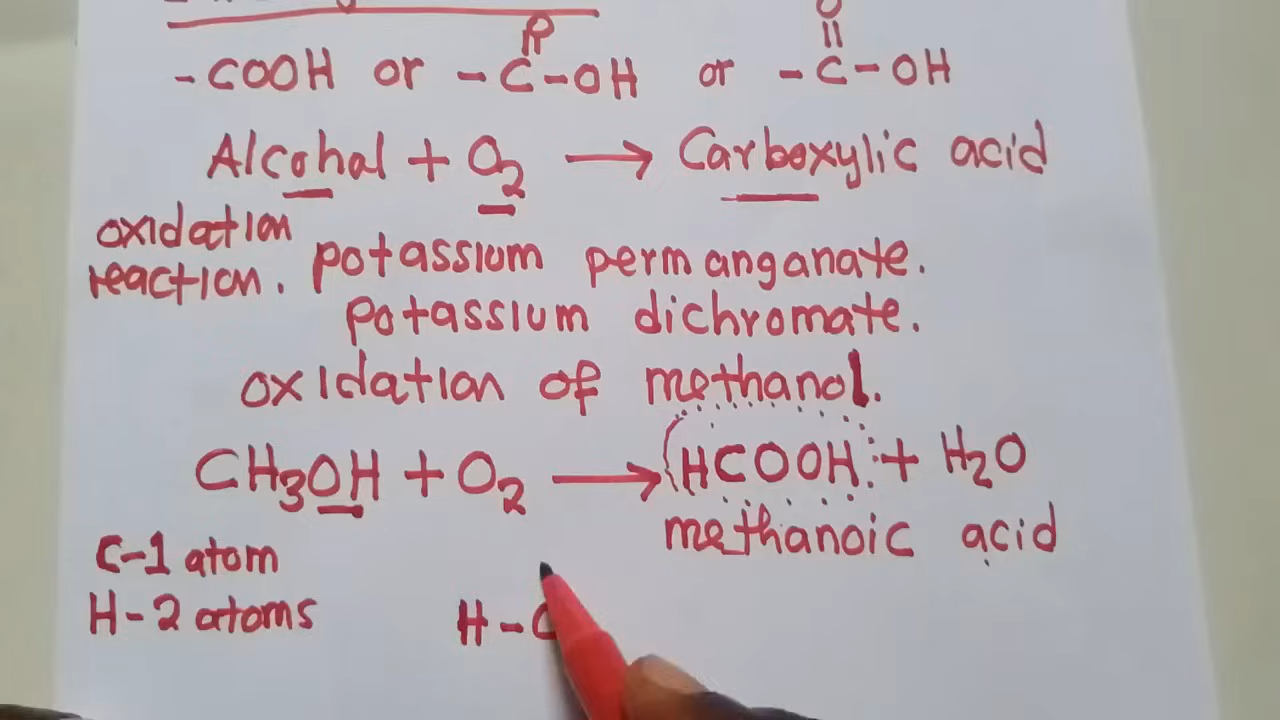 -COOH or -C-OH or -C-OH
Alcohal + O2 → Carboxylic acid
oxidation
reaction. potassium permanganate.
potassium dichromate.
oxidation of methanol.
CH3OH + O2 → HCOOH + H2O
methanoic acid
C-1 atom
H-2 atoms
H-